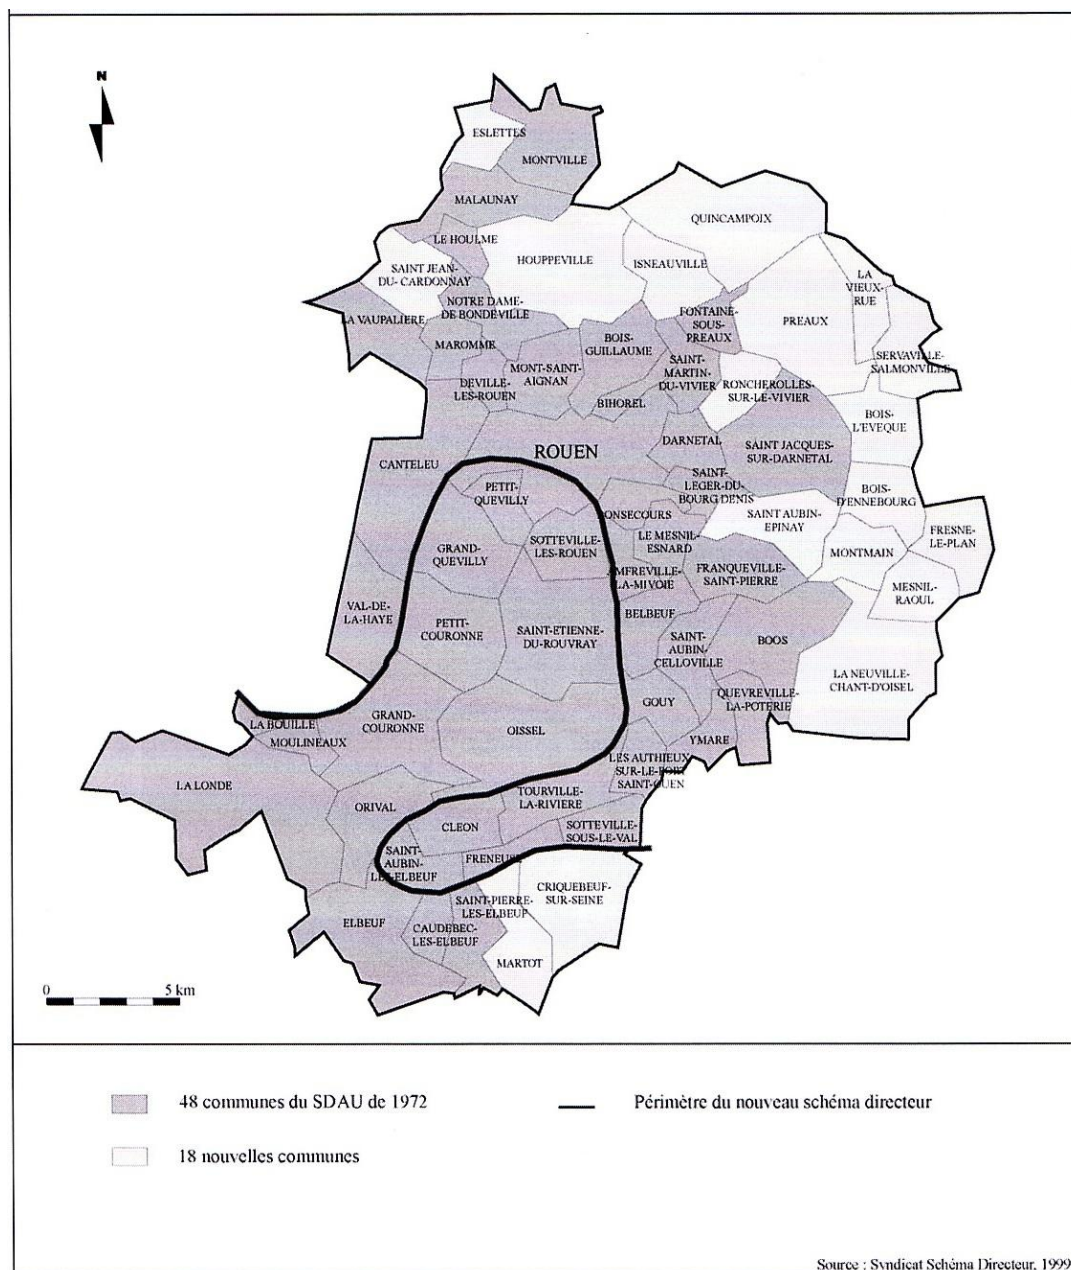 N
ESLETTES
MONTVILLE
MALAUNAY
QUINCAMPOIX
LE HOULME
HOUPPEVILLE
ISNEAUVILLE
SAINT JEAN-
DU-CARDONNAY
LA
VIEUX-
RUE
NOTRE DAME-
DE BONDEVILLE
FONTAINE-
SOUS-
PREAUX
PREAUX
LA VAUPALIERE
MAROMME
BOIS-
GUILLAUME
SERVAVILLE-
SALMONVILLE
MONT-SAINT-
AIGNAN
SAINT-
MARTIN-
DU-VIVIER
DEVILLE-
LES-ROUEN
RONCHEROLLES-
SUR-LE-VIVIER
BIHOREL
BOIS-
L'EVEQUE
ROUEN
DARNETAL
SAINT JACQUES-
SUR-DARNETAL
CANTELEU
SAINT-
LEGER-DU-
BOURG DENIS
PETIT-
QUEVILLY
BOIS-
D'ENNEBOURG
ONSECOURS
SAINT AUBIN-
EPINAY
SOTTEVILLE-
LES-ROUEN
LE MESNIL-
ESNARD
FRESNE-
LE-PLAN
GRAND-
QUEVILLY
MONTMAIN
AMFREVILLE-
LA-MIVOIE
FRANQUEVILLE-
SAINT-PIERRE
MESNIL-
RAOUL
VAL-DE-
LA-HAYE
BELBEUF
PETIT-
COURONNE
SAINT-ETIENNE-
DU-ROUVRAY
SAINT-
AUBIN-
CELLOVILLE
BOOS
LA NEUVILLE-
CHANT-D'OISEL
GOUY
QUEVREVILLE-
LA-POTERIE
GRAND-
COURONNE
LA BOUILLE
MOULINEAUX
OISSEL
YMARE
LES AUTHIEUX
SUR-LE-PORT
SAINT-OUEN
LA LONDE
TOURVILLE-
LA-RIVIERE
ORIVAL
CLEON
SOTTEVILLE-
SOUS-LE-VAL
SAINT-
AUBIN-
LES-ELBEUF
FRENEUSE
CRIQUEBEUF-
SUR-SEINE
SAINT-PIERRE-
LES-ELBEUF
ELBEUF
CAUDEBEC-
LES-ELBEUF
MARTOT
0 5 km
48 communes du SDAU de 1972
Périmètre du nouveau schéma directeur
18 nouvelles communes
Source : Syndicat Schéma Directeur, 1999